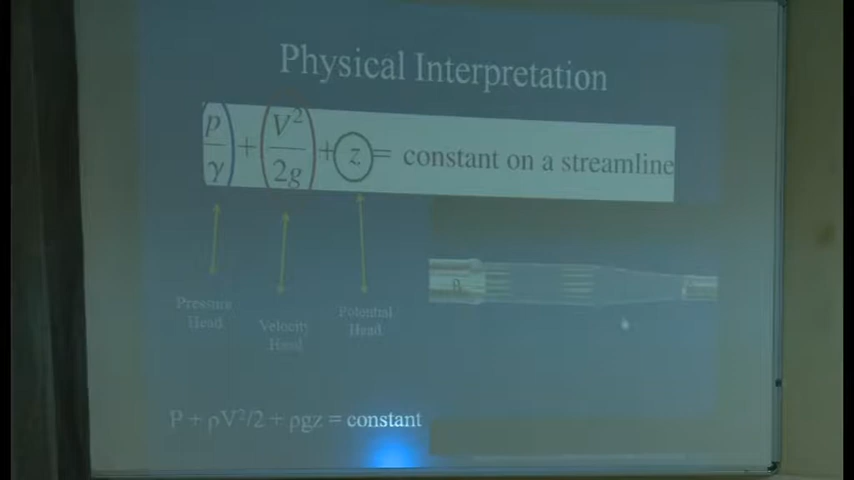 Physical Interpretation
(p/γ) + (V²/2g) + z = constant on a streamline
Pressure
Head
Velocity
Head
Potential
Head
P + ρV²/2 + ρgz = constant